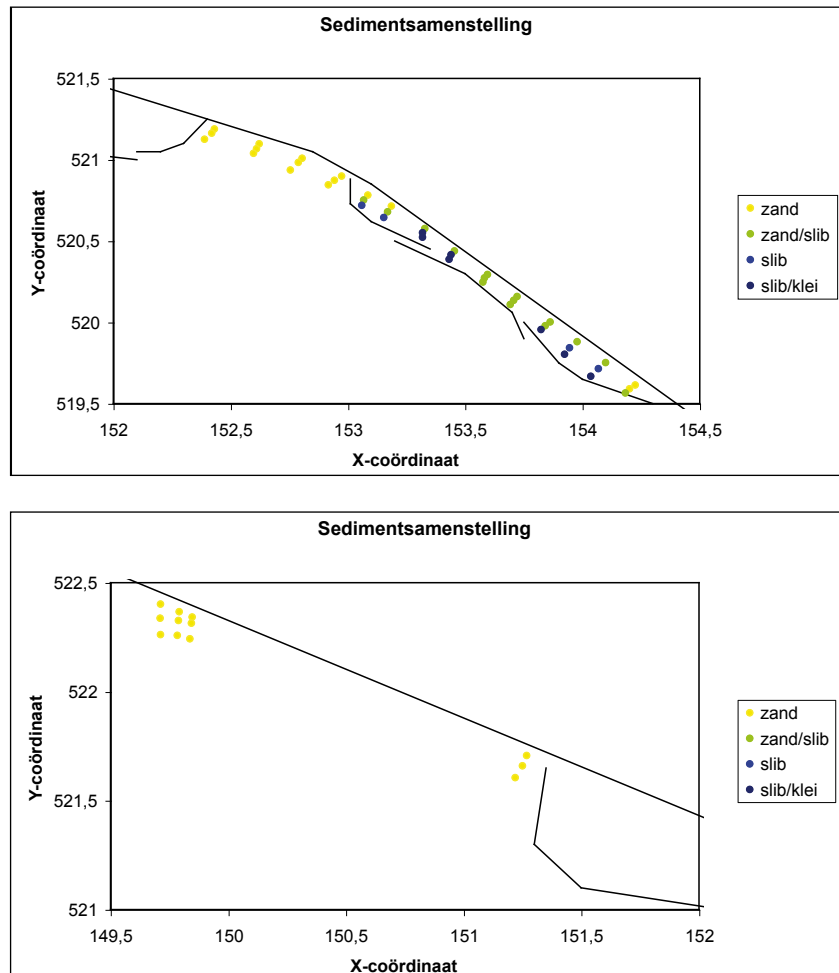 Sedimentsamenstelling
521,5
521
520,5
520
519,5
Y-coördinaat
152 152,5 153 153,5 154 154,5
X-coördinaat
zand
zand/slib
slib
slib/klei
Sedimentsamenstelling
522,5
522
521,5
521
Y-coördinaat
149,5 150 150,5 151 151,5 152
X-coördinaat
zand
zand/slib
slib
slib/klei